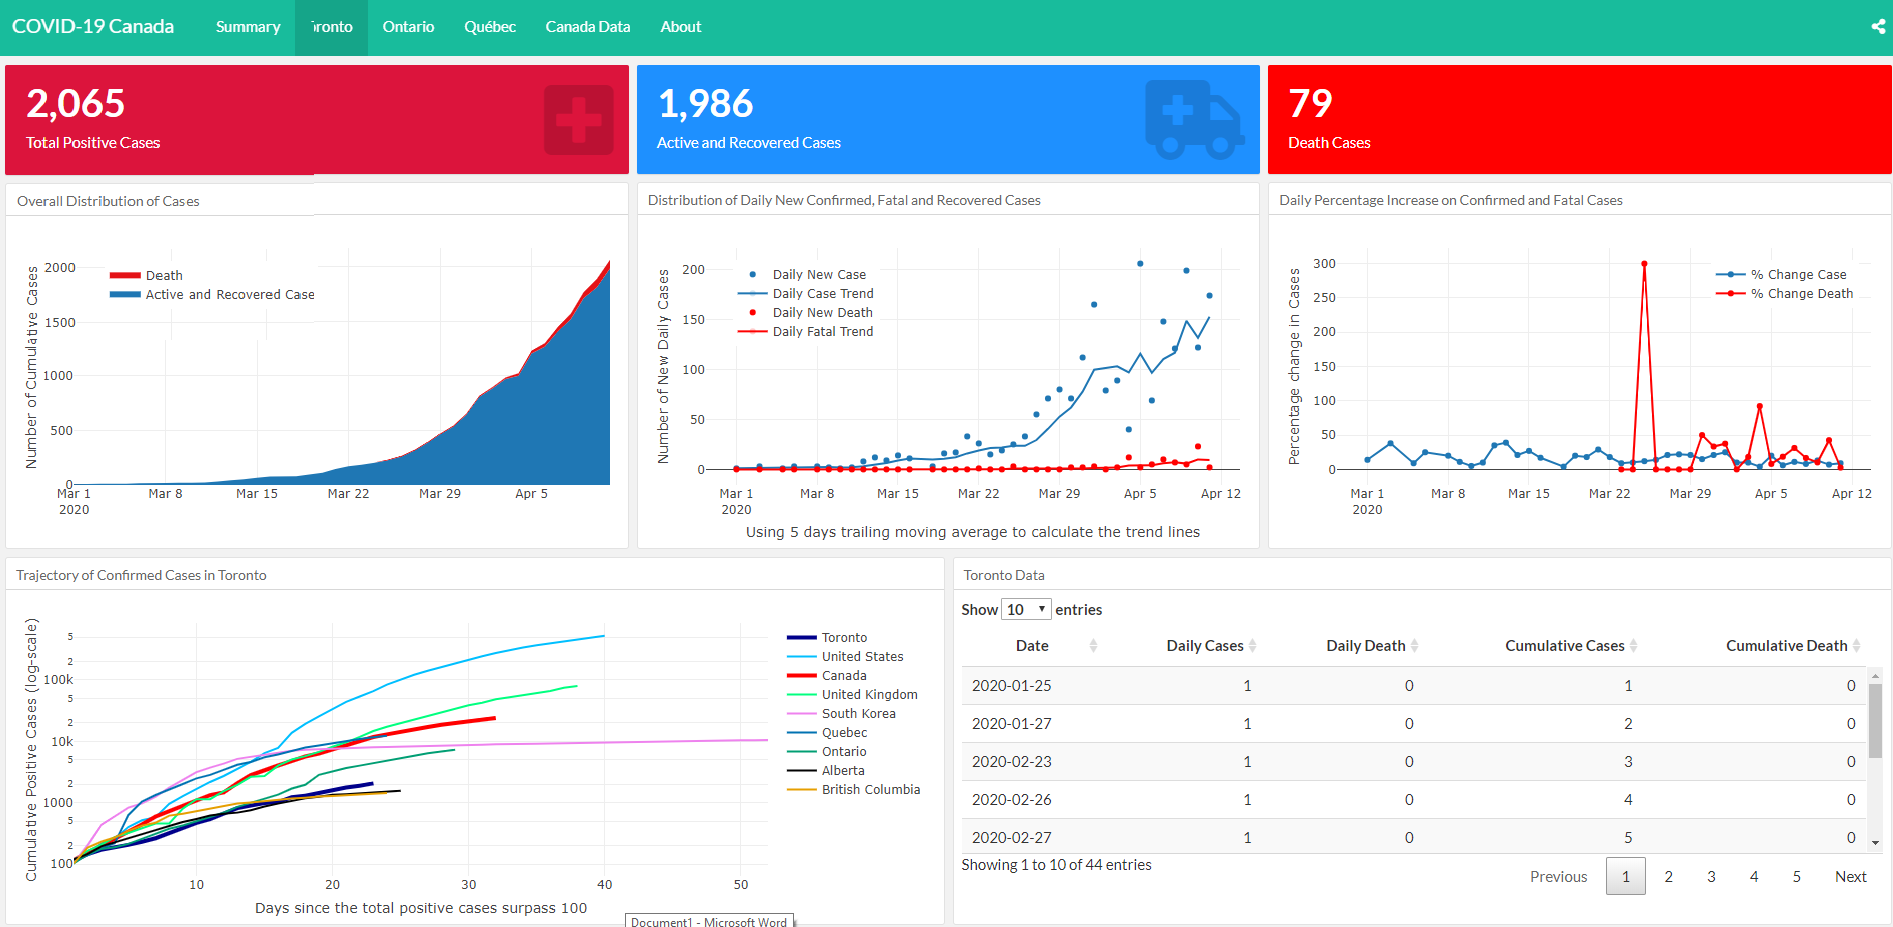 COVID-19 Canada
Summary
ronto
Ontario
Québec
Canada Data
About
2,065
Total Positive Cases
1,986
Active and Recovered Cases
79
Death Cases
Overall Distribution of Cases
Number of Cumulative Cases
2000
1500
1000
500
0
Death
Active and Recovered Case
Mar 1
2020
Mar 8
Mar 15
Mar 22
Mar 29
Apr 5
Distribution of Daily New Confirmed, Fatal and Recovered Cases
Number of New Daily Cases
200
150
100
50
0
Daily New Case
Daily Case Trend
Daily New Death
Daily Fatal Trend
Mar 1
2020
Mar 8
Mar 15
Mar 22
Mar 29
Apr 5
Apr 12
Using 5 days trailing moving average to calculate the trend lines
Daily Percentage Increase on Confirmed and Fatal Cases
Percentage change in Cases
300
250
200
150
100
50
0
% Change Case
% Change Death
Mar 1
2020
Mar 8
Mar 15
Mar 22
Mar 29
Apr 5
Apr 12
Trajectory of Confirmed Cases in Toronto
Cumulative Positive Cases (log-scale)
5
2
100k
5
2
10k
5
2
1000
5
2
100
10
20
30
40
50
Days since the total positive cases surpass 100
Toronto
United States
Canada
United Kingdom
South Korea
Quebec
Ontario
Alberta
British Columbia
Document1 - Microsoft Word
Toronto Data
Show 10 entries
Date Daily Cases Daily Death Cumulative Cases Cumulative Death
2020-01-25 1 0 1 0
2020-01-27 1 0 2 0
2020-02-23 1 0 3 0
2020-02-26 1 0 4 0
2020-02-27 1 0 5 0
Showing 1 to 10 of 44 entries
Previous 1 2 3 4 5 Next